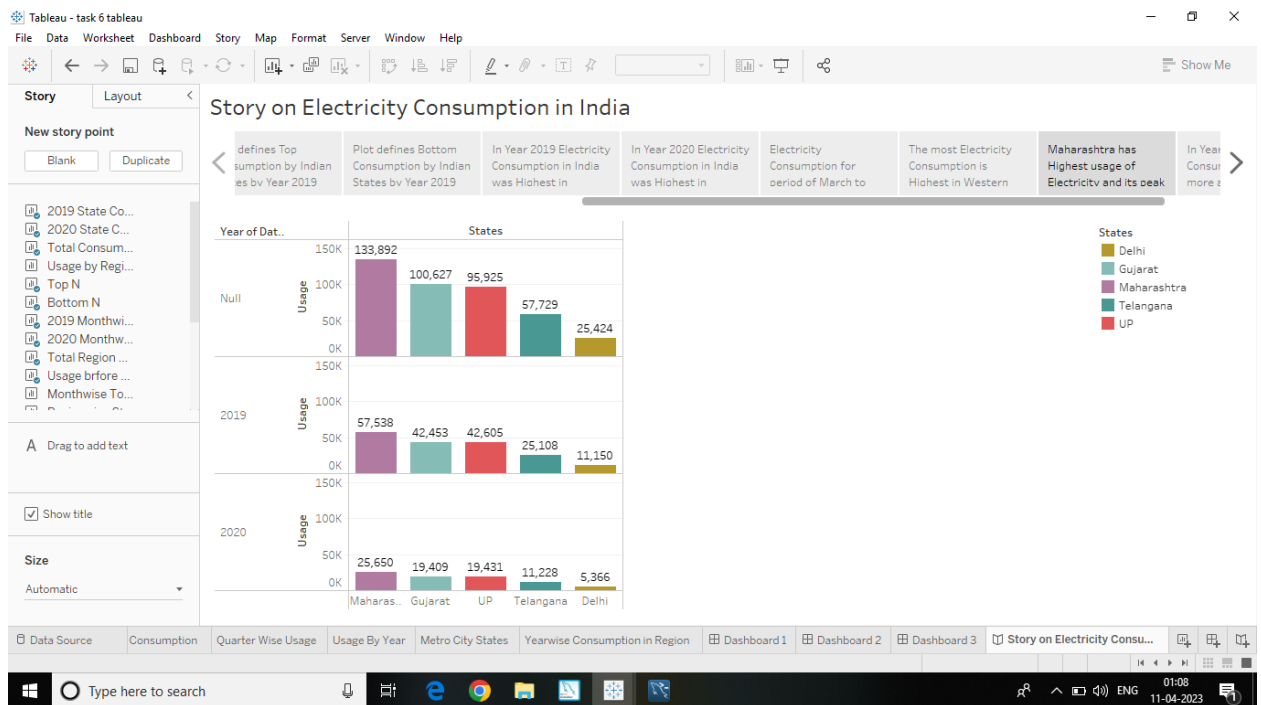 Tableau - task 6 tableau
File Data Worksheet Dashboard Story Map Format Server Window Help
Show Me
Story Layout
New story point
Blank Duplicate
2019 State Co...
2020 State C...
Total Consum...
Usage by Regi...
Top N
Bottom N
2019 Monthwi...
2020 Monthw...
Total Region ...
Usage brfore ...
Monthwise To...
A Drag to add text
Show title
Size
Automatic
Story on Electricity Consumption in India
defines Top
sumption by Indian
es by Year 2019
Plot defines Bottom
Consumption by Indian
States by Year 2019
In Year 2019 Electricity
Consumption in India
was Highest in
In Year 2020 Electricity
Consumption in India
was Highest in
Electricity
Consumption for
period of March to
The most Electricity
Consumption is
Highest in Western
Maharashtra has
Highest usage of
Electricity and its peak
In Year
Consu
more a
Year of Dat.. States
Null
Usage
150K
100K
50K
0K
133,892 100,627 95,925 57,729 25,424
2019
Usage
150K
100K
50K
0K
57,538 42,453 42,605 25,108 11,150
2020
Usage
150K
100K
50K
0K
25,650 19,409 19,431 11,228 5,366
Maharas.. Gujarat UP Telangana Delhi
States
Delhi
Gujarat
Maharashtra
Telangana
UP
Data Source Consumption Quarter Wise Usage Usage By Year Metro City States Yearwise Consumption in Region Dashboard 1 Dashboard 2 Dashboard 3 Story on Electricity Consu...
Type here to search
ENG
01:08
11-04-2023
1